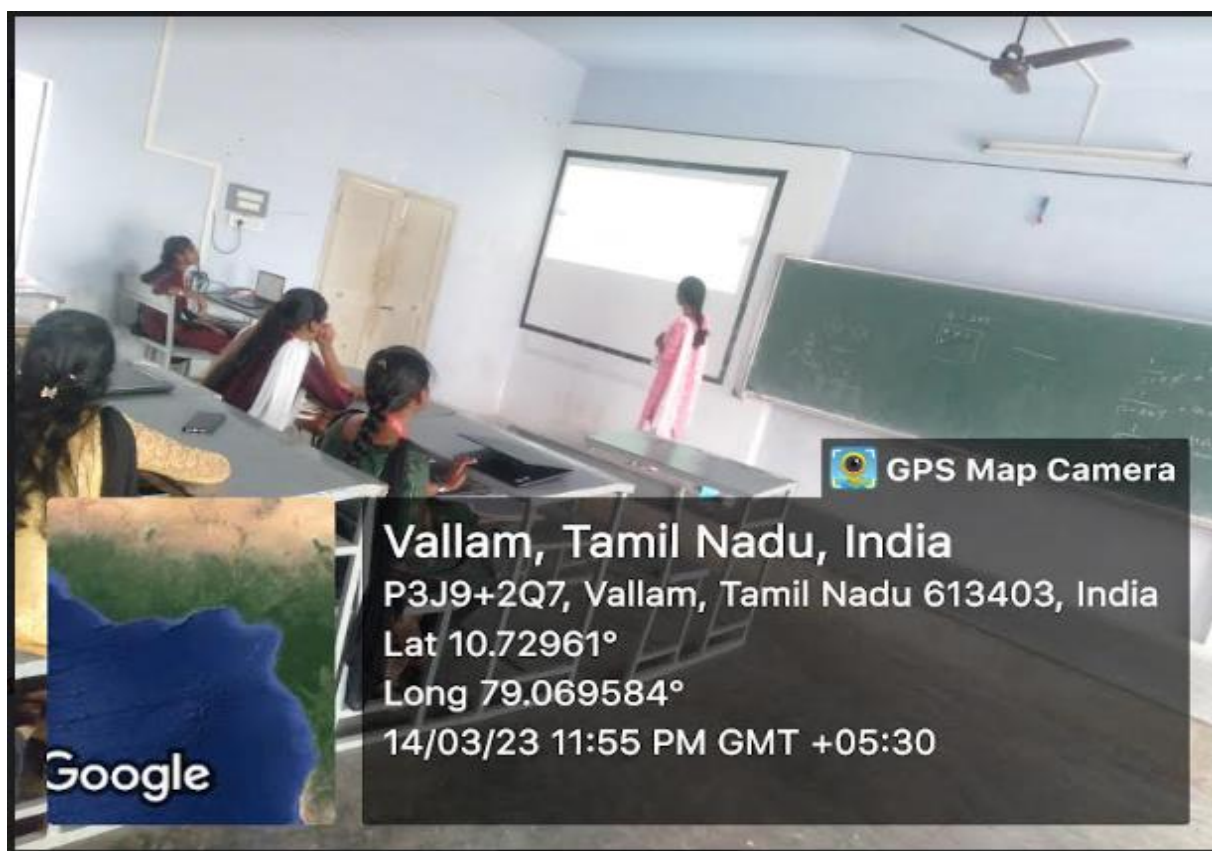 GPS Map Camera
Vallam, Tamil Nadu, India
P3J9+2Q7, Vallam, Tamil Nadu 613403, India
Lat 10.72961°
Long 79.069584°
14/03/23 11:55 PM GMT +05:30
Google